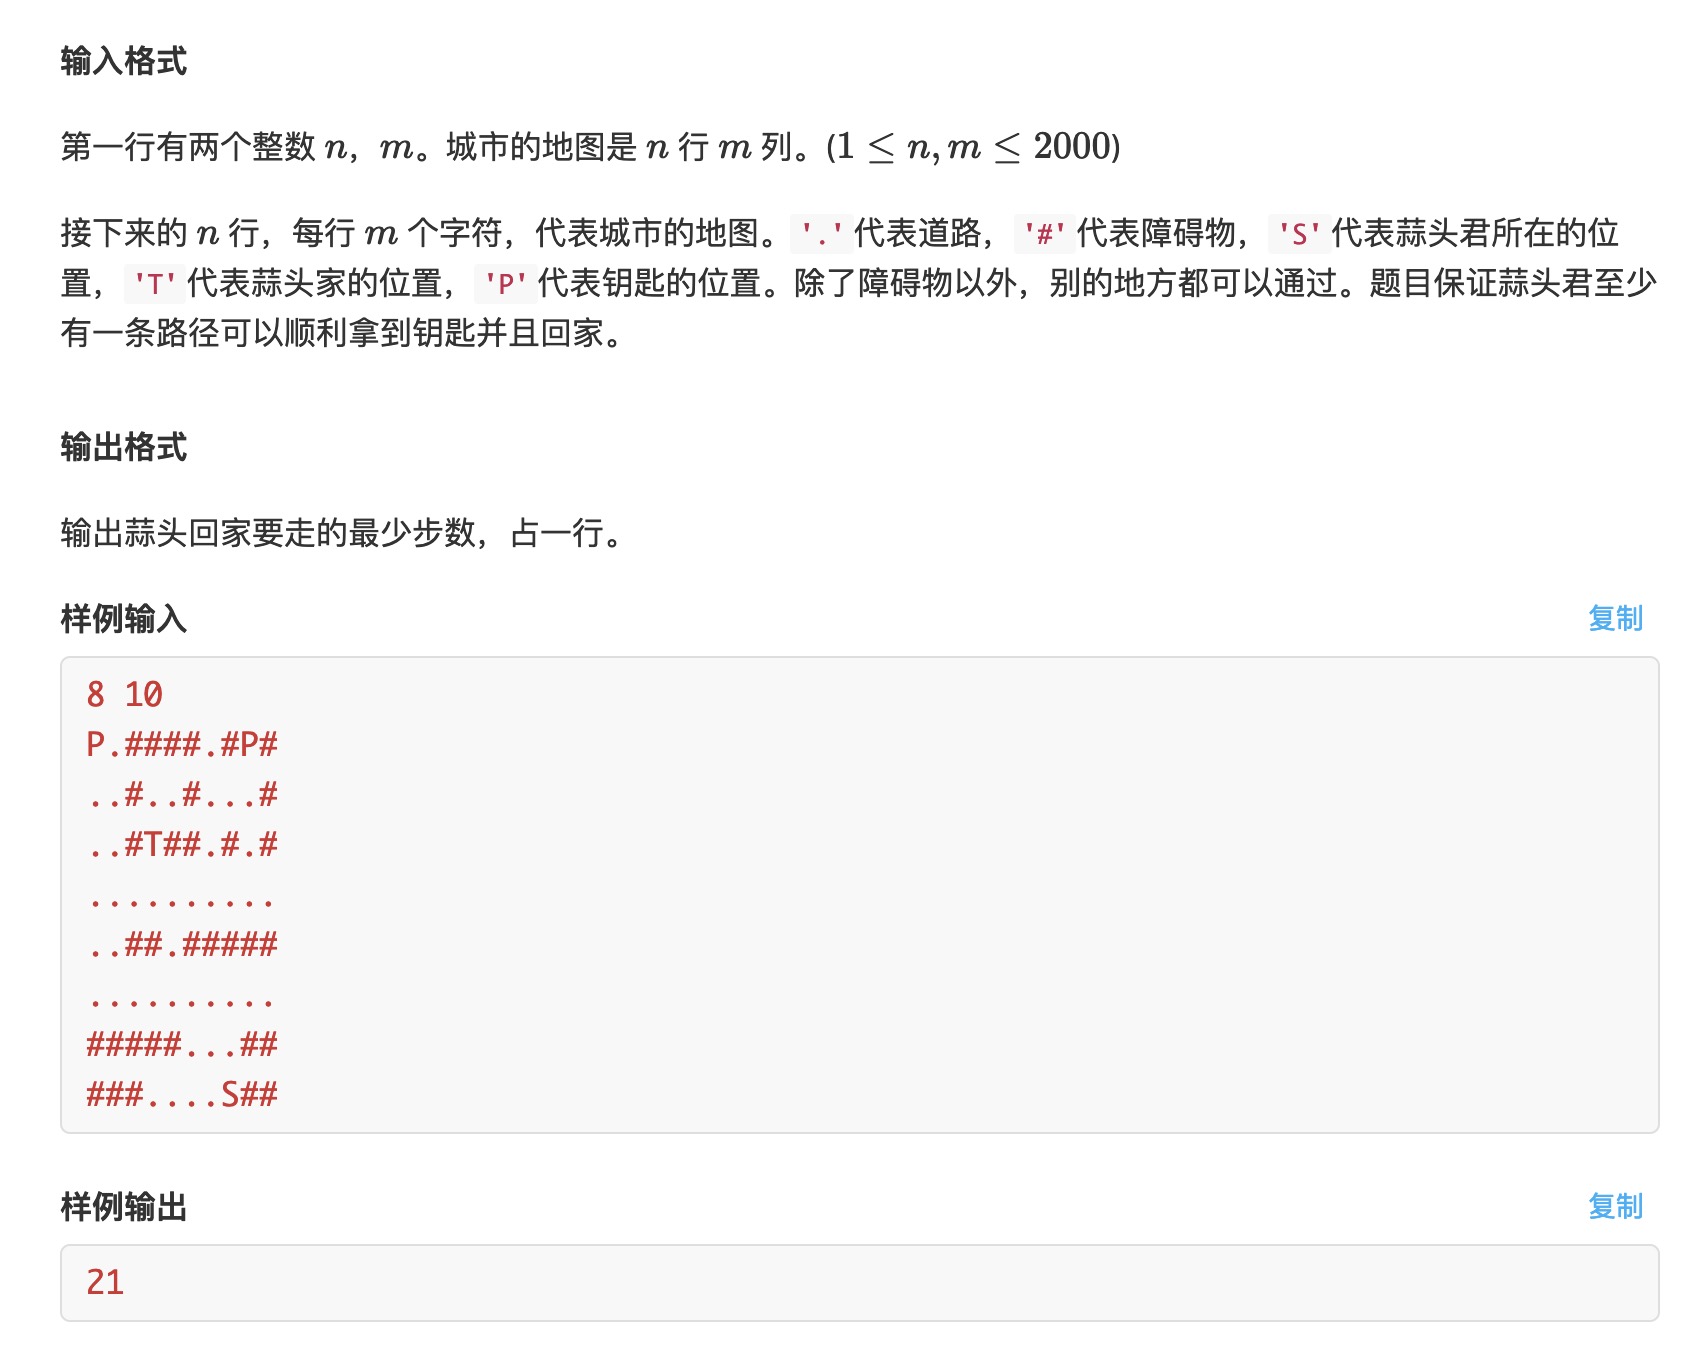 输入格式
第一行有两个整数 n，m。城市的地图是 n 行 m 列。(1 ≤ n, m ≤ 2000)
接下来的 n 行，每行 m 个字符，代表城市的地图。'.'代表道路，'#'代表障碍物，'S'代表蒜头君所在的位
置，'T'代表蒜头家的位置，'P'代表钥匙的位置。除了障碍物以外，别的地方都可以通过。题目保证蒜头君至少
有一条路径可以顺利拿到钥匙并且回家。
输出格式
输出蒜头回家要走的最少步数，占一行。
样例输入
复制
8 10
P.####.#P#
..#..#...#
..#T##.#.#
..........
..##.#####
..........
#####...##
###....S##
样例输出
复制
21